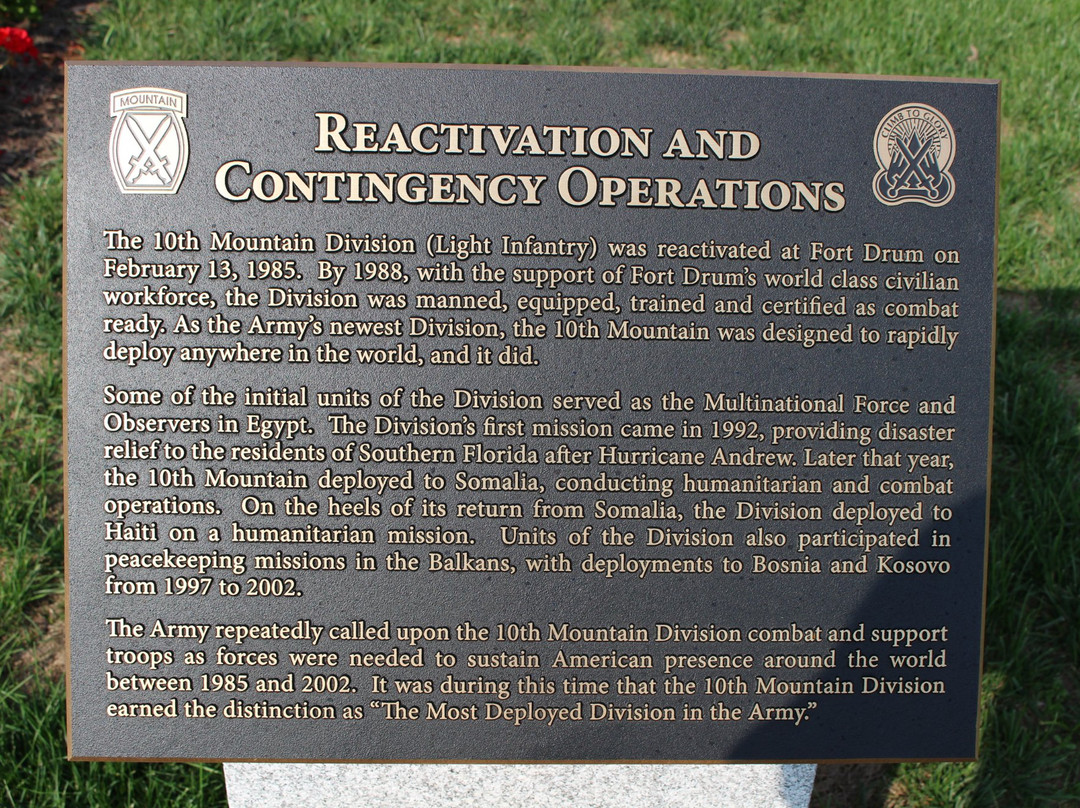 MOUNTAIN
CLIMB TO GLORY
REACTIVATION AND
CONTINGENCY OPERATIONS
The 10th Mountain Division (Light Infantry) was reactivated at Fort Drum on
February 13, 1985. By 1988, with the support of Fort Drum's world class civilian
workforce, the Division was manned, equipped, trained and certified as combat
ready. As the Army's newest Division, the 10th Mountain was designed to rapidly
deploy anywhere in the world, and it did.
Some of the initial units of the Division served as the Multinational Force and
Observers in Egypt. The Division's first mission came in 1992, providing disaster
relief to the residents of Southern Florida after Hurricane Andrew. Later that year,
the 10th Mountain deployed to Somalia, conducting humanitarian and combat
operations. On the heels of its return from Somalia, the Division deployed to
Haiti on a humanitarian mission. Units of the Division also participated in
peacekeeping missions in the Balkans, with deployments to Bosnia and Kosovo
from 1997 to 2002.
The Army repeatedly called upon the 10th Mountain Division combat and support
troops as forces were needed to sustain American presence around the world
between 1985 and 2002. It was during this time that the 10th Mountain Division
earned the distinction as “The Most Deployed Division in the Army.”